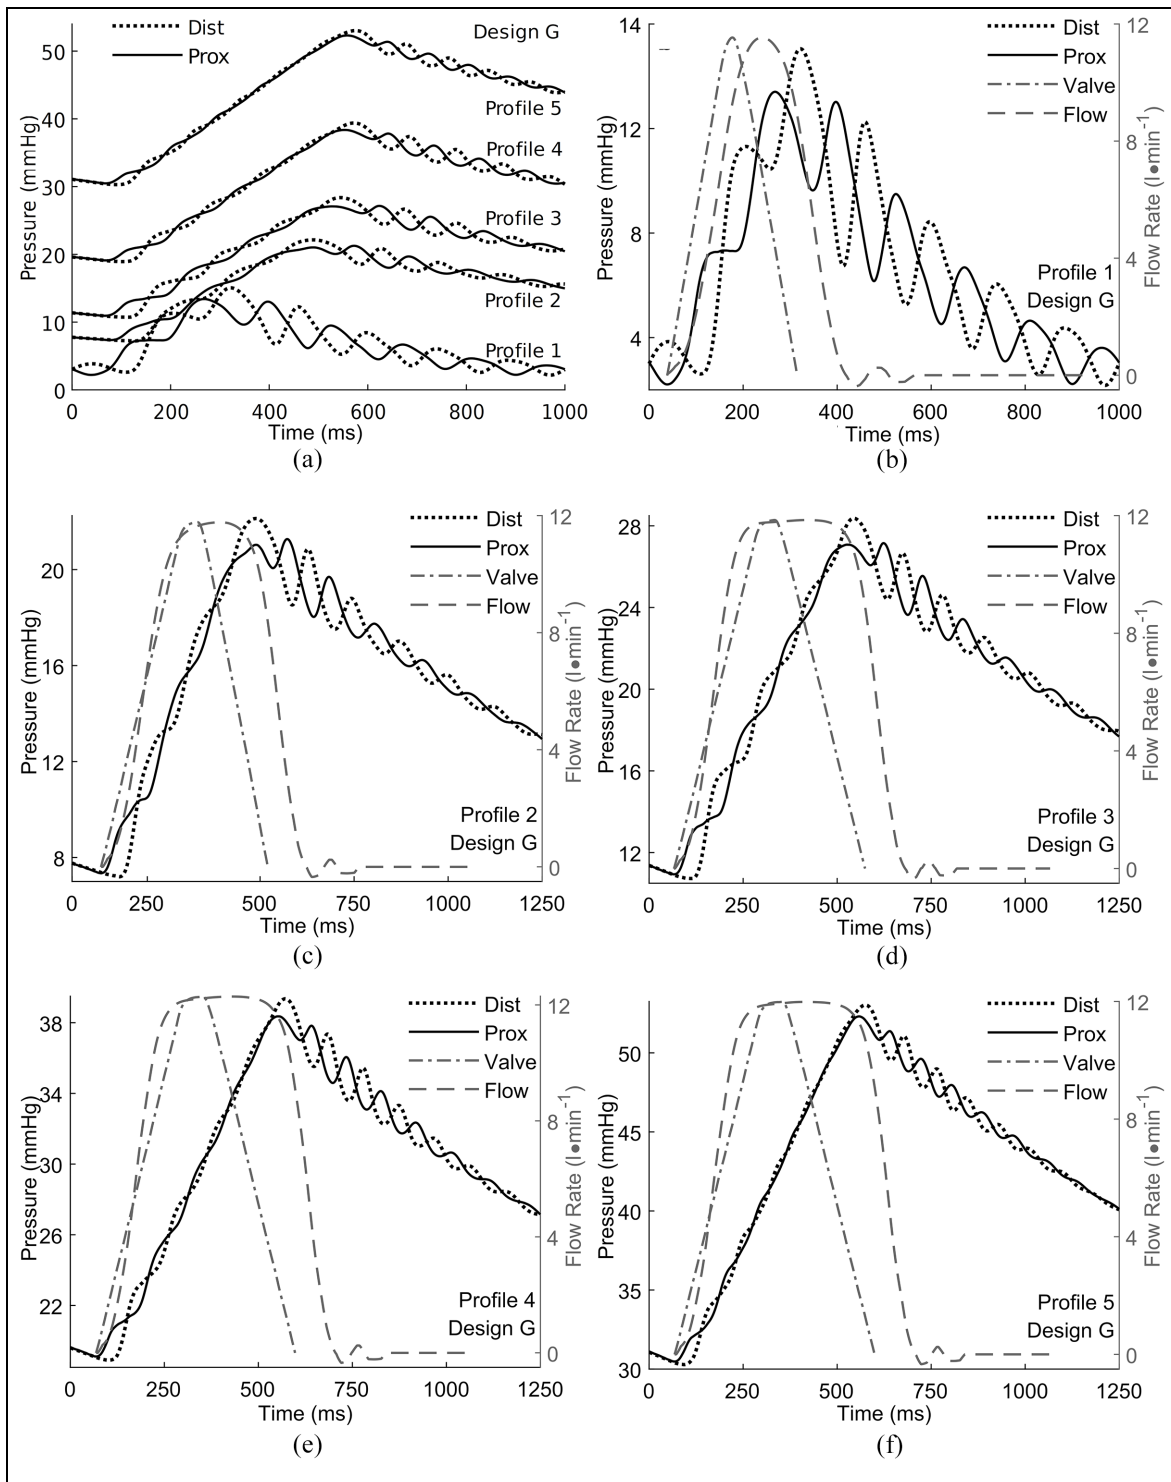 Dist
Prox
Design G
Profile 5
Profile 4
Profile 3
Profile 2
Profile 1
Pressure (mmHg)
50
40
30
20
10
0
0 200 400 600 800 1000
Time (ms)
(a)
Dist
Prox
Valve
Flow
Profile 1
Design G
Pressure (mmHg)
14
12
8
4
Flow Rate (l●min⁻¹)
12
8
4
0
0 200 400 600 800 1000
Time (ms)
(b)
Dist
Prox
Valve
Flow
Profile 2
Design G
Pressure (mmHg)
20
16
12
8
Flow Rate (l●min⁻¹)
12
8
4
0
0 250 500 750 1000 1250
Time (ms)
(c)
Dist
Prox
Valve
Flow
Profile 3
Design G
Pressure (mmHg)
28
24
20
16
12
Flow Rate (l●min⁻¹)
12
8
4
0
0 250 500 750 1000 1250
Time (ms)
(d)
Dist
Prox
Valve
Flow
Profile 4
Design G
Pressure (mmHg)
38
34
30
26
22
Flow Rate (l●min⁻¹)
12
8
4
0
0 250 500 750 1000 1250
Time (ms)
(e)
Dist
Prox
Valve
Flow
Profile 5
Design G
Pressure (mmHg)
50
45
40
35
30
Flow Rate (l●min⁻¹)
12
8
4
0
0 250 500 750 1000 1250
Time (ms)
(f)